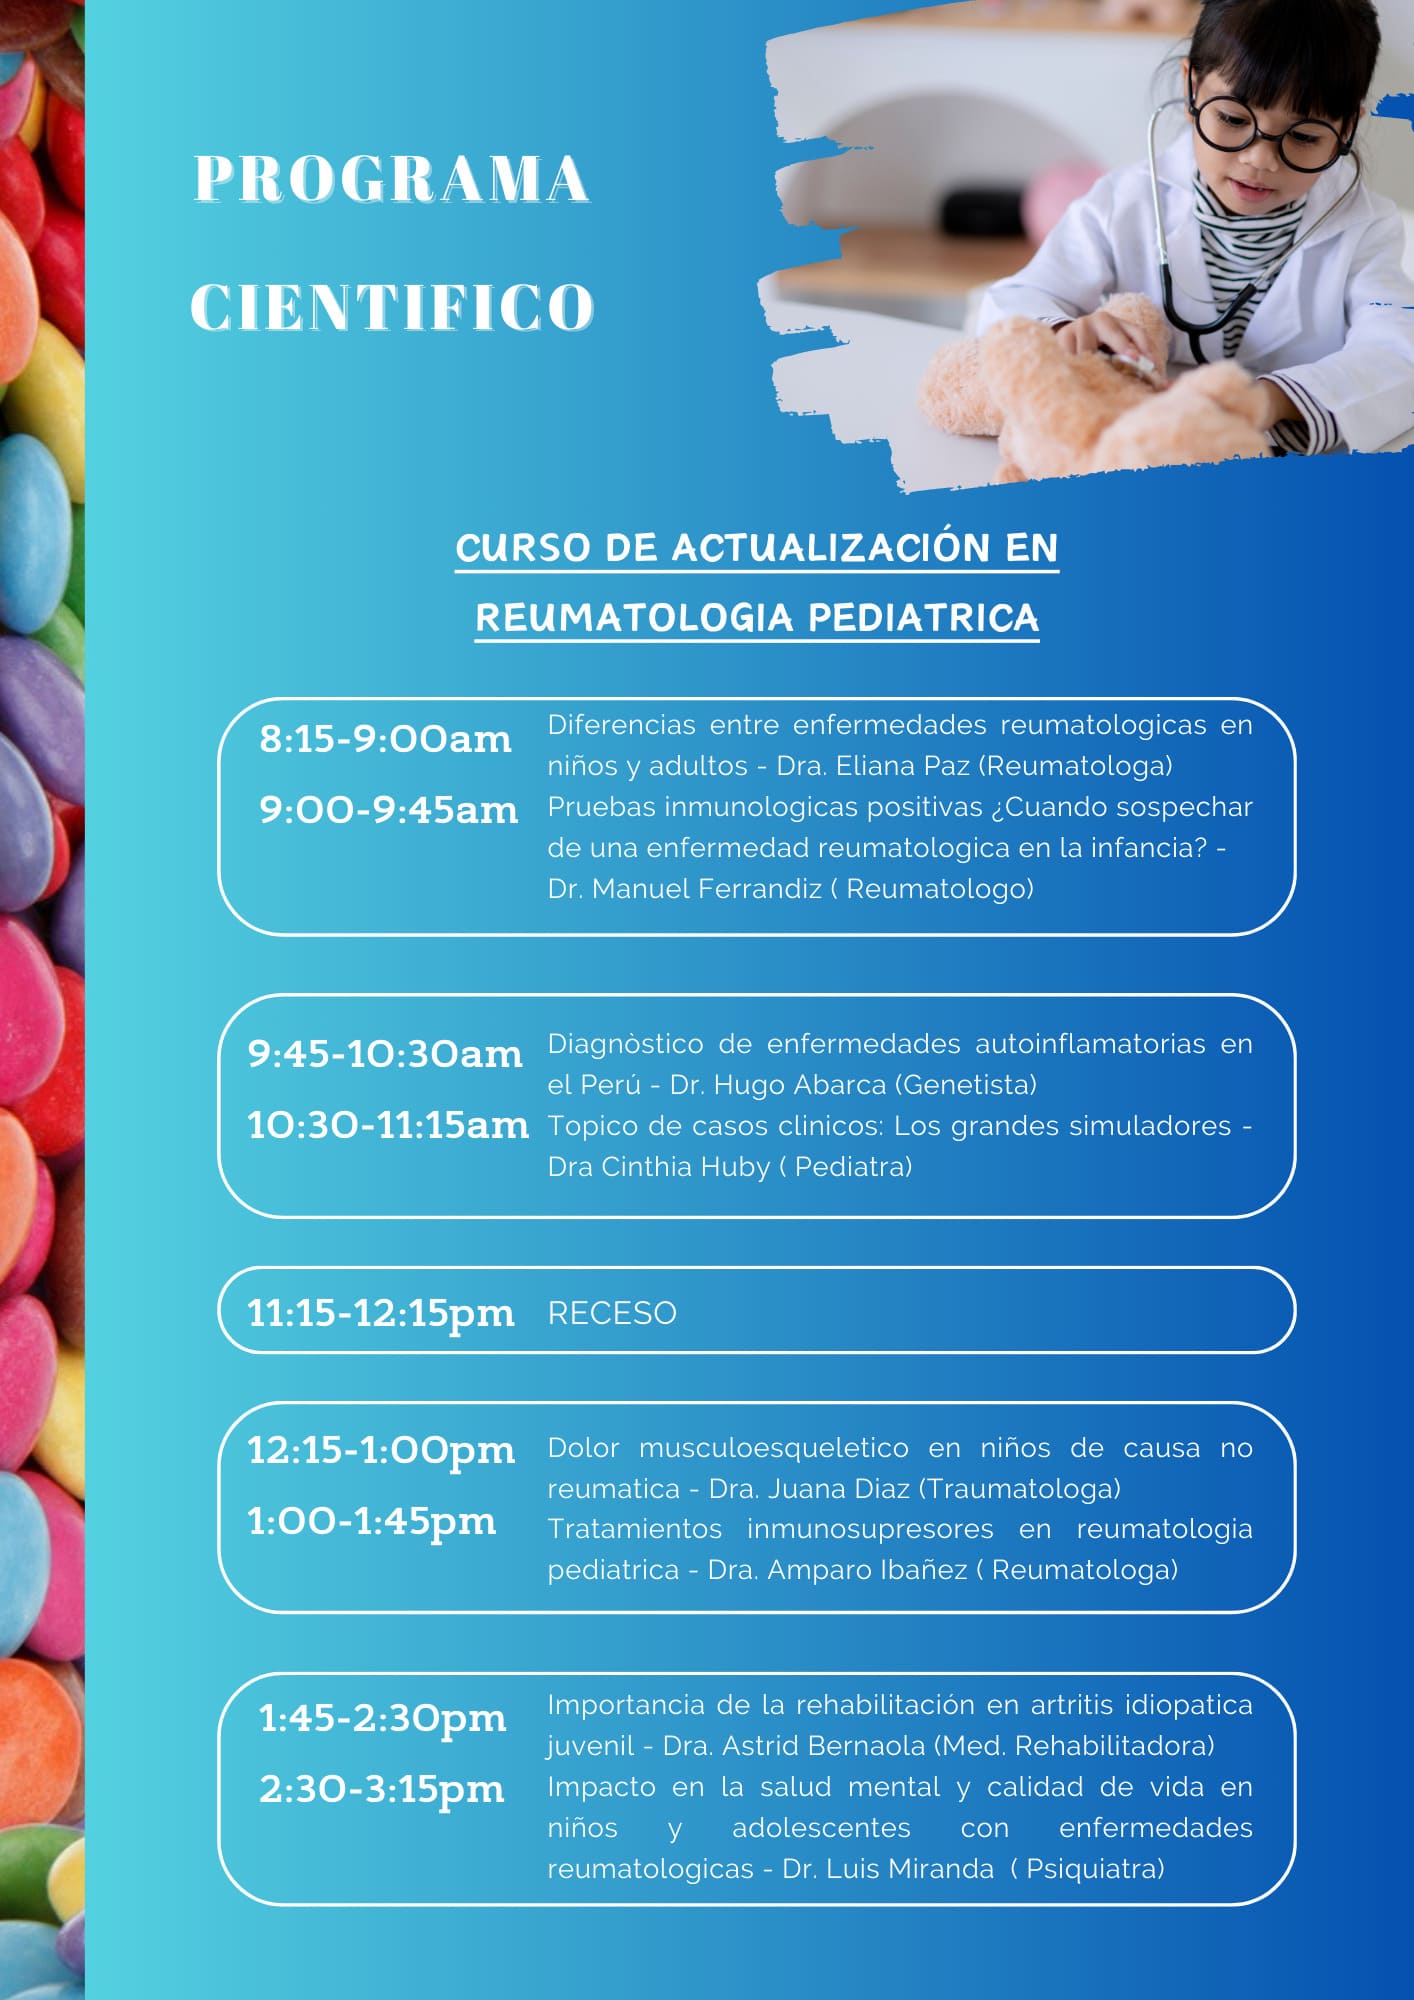 PROGRAMA
CIENTIFICO
CURSO DE ACTUALIZACIÓN EN
REUMATOLOGIA PEDIATRICA
8:15-9:00am
9:00-9:45am
Diferencias entre enfermedades reumatologicas en
niños y adultos - Dra. Eliana Paz (Reumatologa)
Pruebas inmunologicas positivas ¿Cuando sospechar
de una enfermedad reumatologica en la infancia? -
Dr. Manuel Ferrandiz ( Reumatologo)
9:45-10:30am
10:30-11:15am
Diagnòstico de enfermedades autoinflamatorias en
el Perú - Dr. Hugo Abarca (Genetista)
Topico de casos clinicos: Los grandes simuladores -
Dra Cinthia Huby ( Pediatra)
11:15-12:15pm
RECESO
12:15-1:00pm
1:00-1:45pm
Dolor musculoesqueletico en niños de causa no
reumatica - Dra. Juana Diaz (Traumatologa)
Tratamientos inmunosupresores en reumatologia
pediatrica - Dra. Amparo Ibañez ( Reumatologa)
1:45-2:30pm
2:30-3:15pm
Importancia de la rehabilitación en artritis idiopatica
juvenil - Dra. Astrid Bernaola (Med. Rehabilitadora)
Impacto en la salud mental y calidad de vida en
niños y adolescentes con enfermedades
reumatologicas - Dr. Luis Miranda ( Psiquiatra)